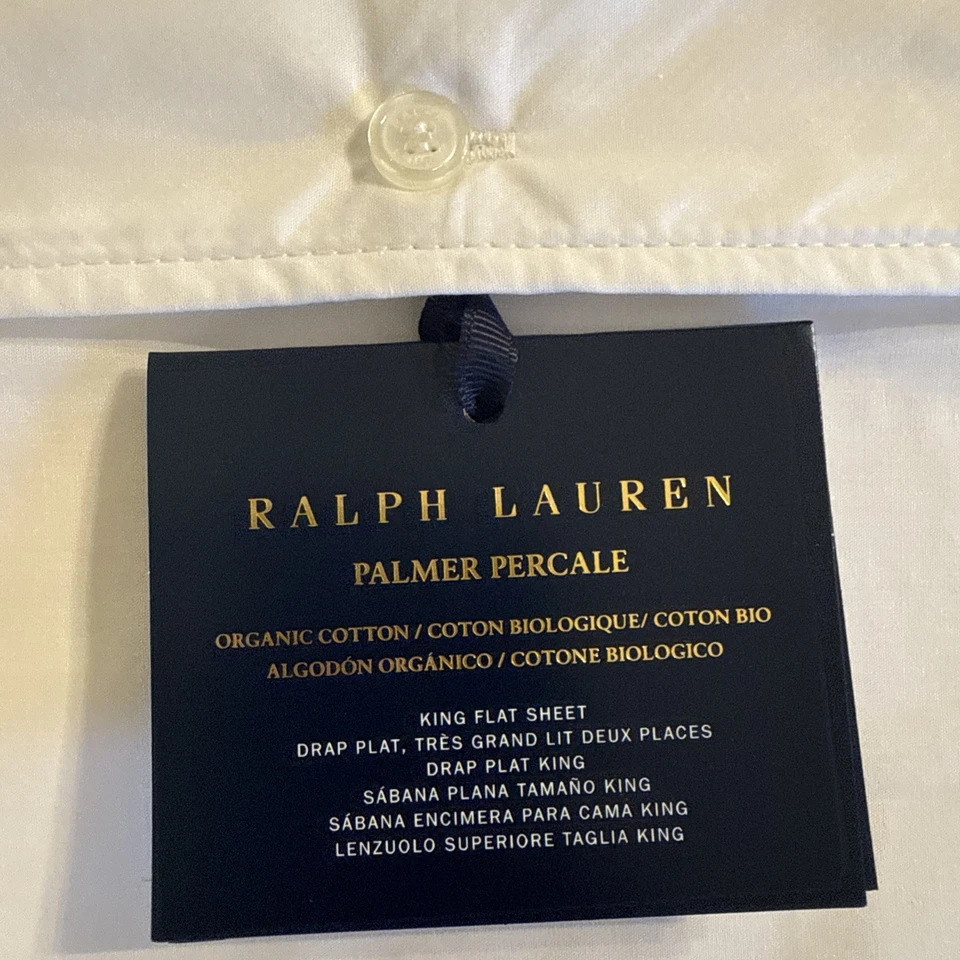 RALPH LAUREN
PALMER PERCALE
ORGANIC COTTON / COTON BIOLOGIQUE/ COTON BIO
ALGODÓN ORGÁNICO / COTONE BIOLOGICO
KING FLAT SHEET
DRAP PLAT, TRÈS GRAND LIT DEUX PLACES
DRAP PLAT KING
SÁBANA PLANA TAMAÑO KING
SÁBANA ENCIMERA PARA CAMA KING
LENZUOLO SUPERIORE TAGLIA KING